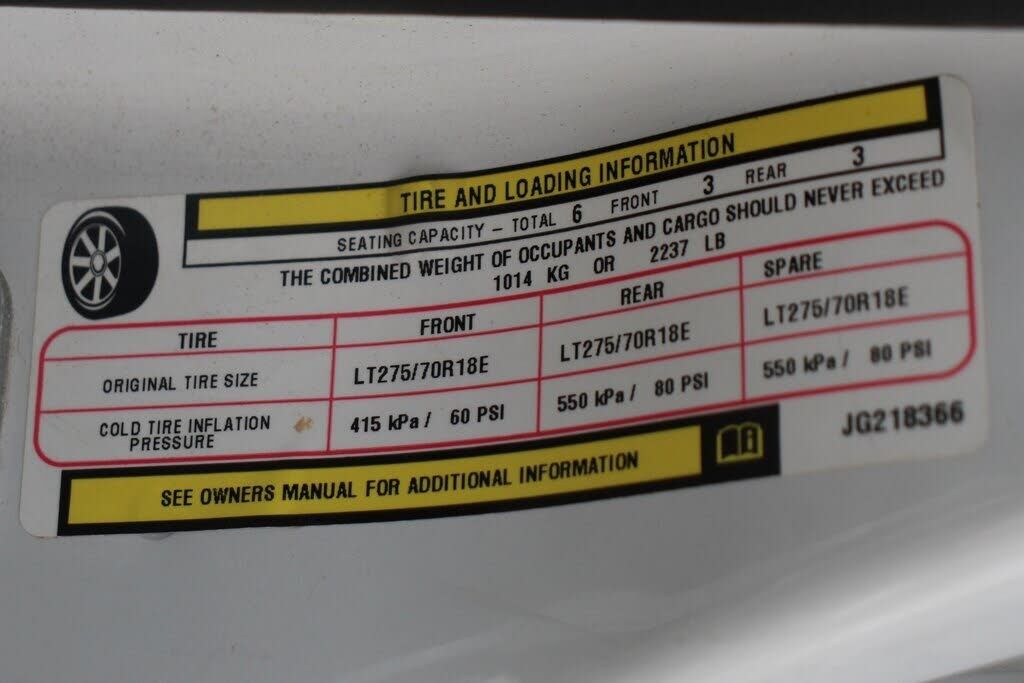 TIRE AND LOADING INFORMATION
SEATING CAPACITY – TOTAL 6 FRONT 3 REAR 3
THE COMBINED WEIGHT OF OCCUPANTS AND CARGO SHOULD NEVER EXCEED
1014 KG OR 2237 LB
TIRE FRONT REAR SPARE
ORIGINAL TIRE SIZE LT275/70R18E LT275/70R18E LT275/70R18E
COLD TIRE INFLATION PRESSURE 415 kPa / 60 PSI 550 kPa / 80 PSI 550 kPa / 80 PSI
SEE OWNERS MANUAL FOR ADDITIONAL INFORMATION
JG218366